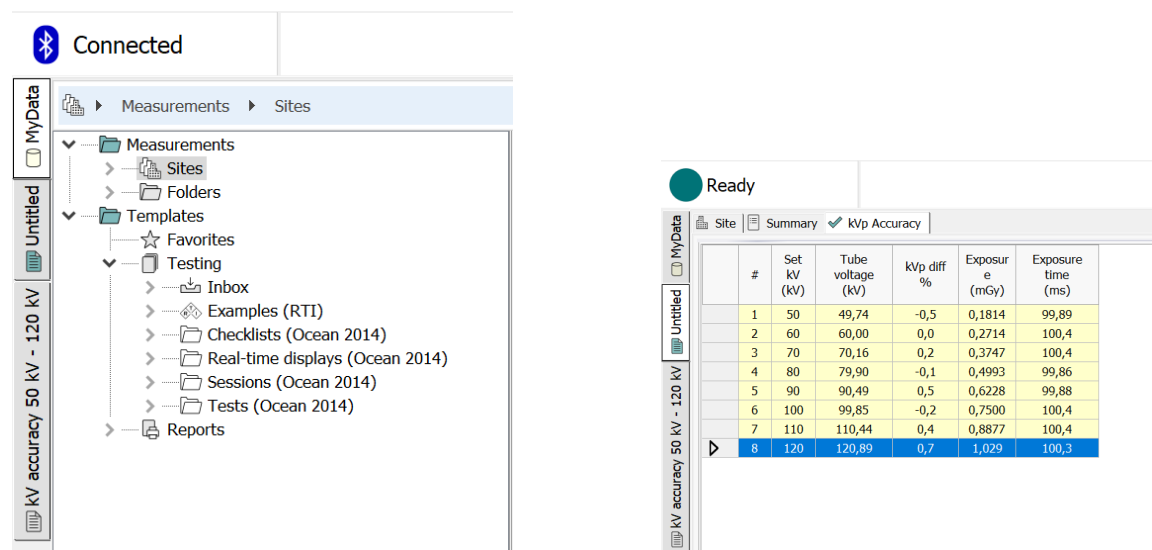 Connected
MyData
Untitled
kV accuracy 50 kV - 120 kV
Measurements Sites
Measurements
Sites
Folders
Templates
Favorites
Testing
Inbox
Examples (RTI)
Checklists (Ocean 2014)
Real-time displays (Ocean 2014)
Sessions (Ocean 2014)
Tests (Ocean 2014)
Reports
Ready
MyData
Untitled
kV accuracy 50 kV - 120 kV
Site Summary kVp Accuracy
# Set kV (kV) Tube voltage (kV) kVp diff % Exposur e (mGy) Exposure time (ms)
1 50 49,74 -0,5 0,1814 99,89
2 60 60,00 0,0 0,2714 100,4
3 70 70,16 0,2 0,3747 100,4
4 80 79,90 -0,1 0,4993 99,86
5 90 90,49 0,5 0,6228 99,88
6 100 99,85 -0,2 0,7500 100,4
7 110 110,44 0,4 0,8877 100,4
8 120 120,89 0,7 1,029 100,3